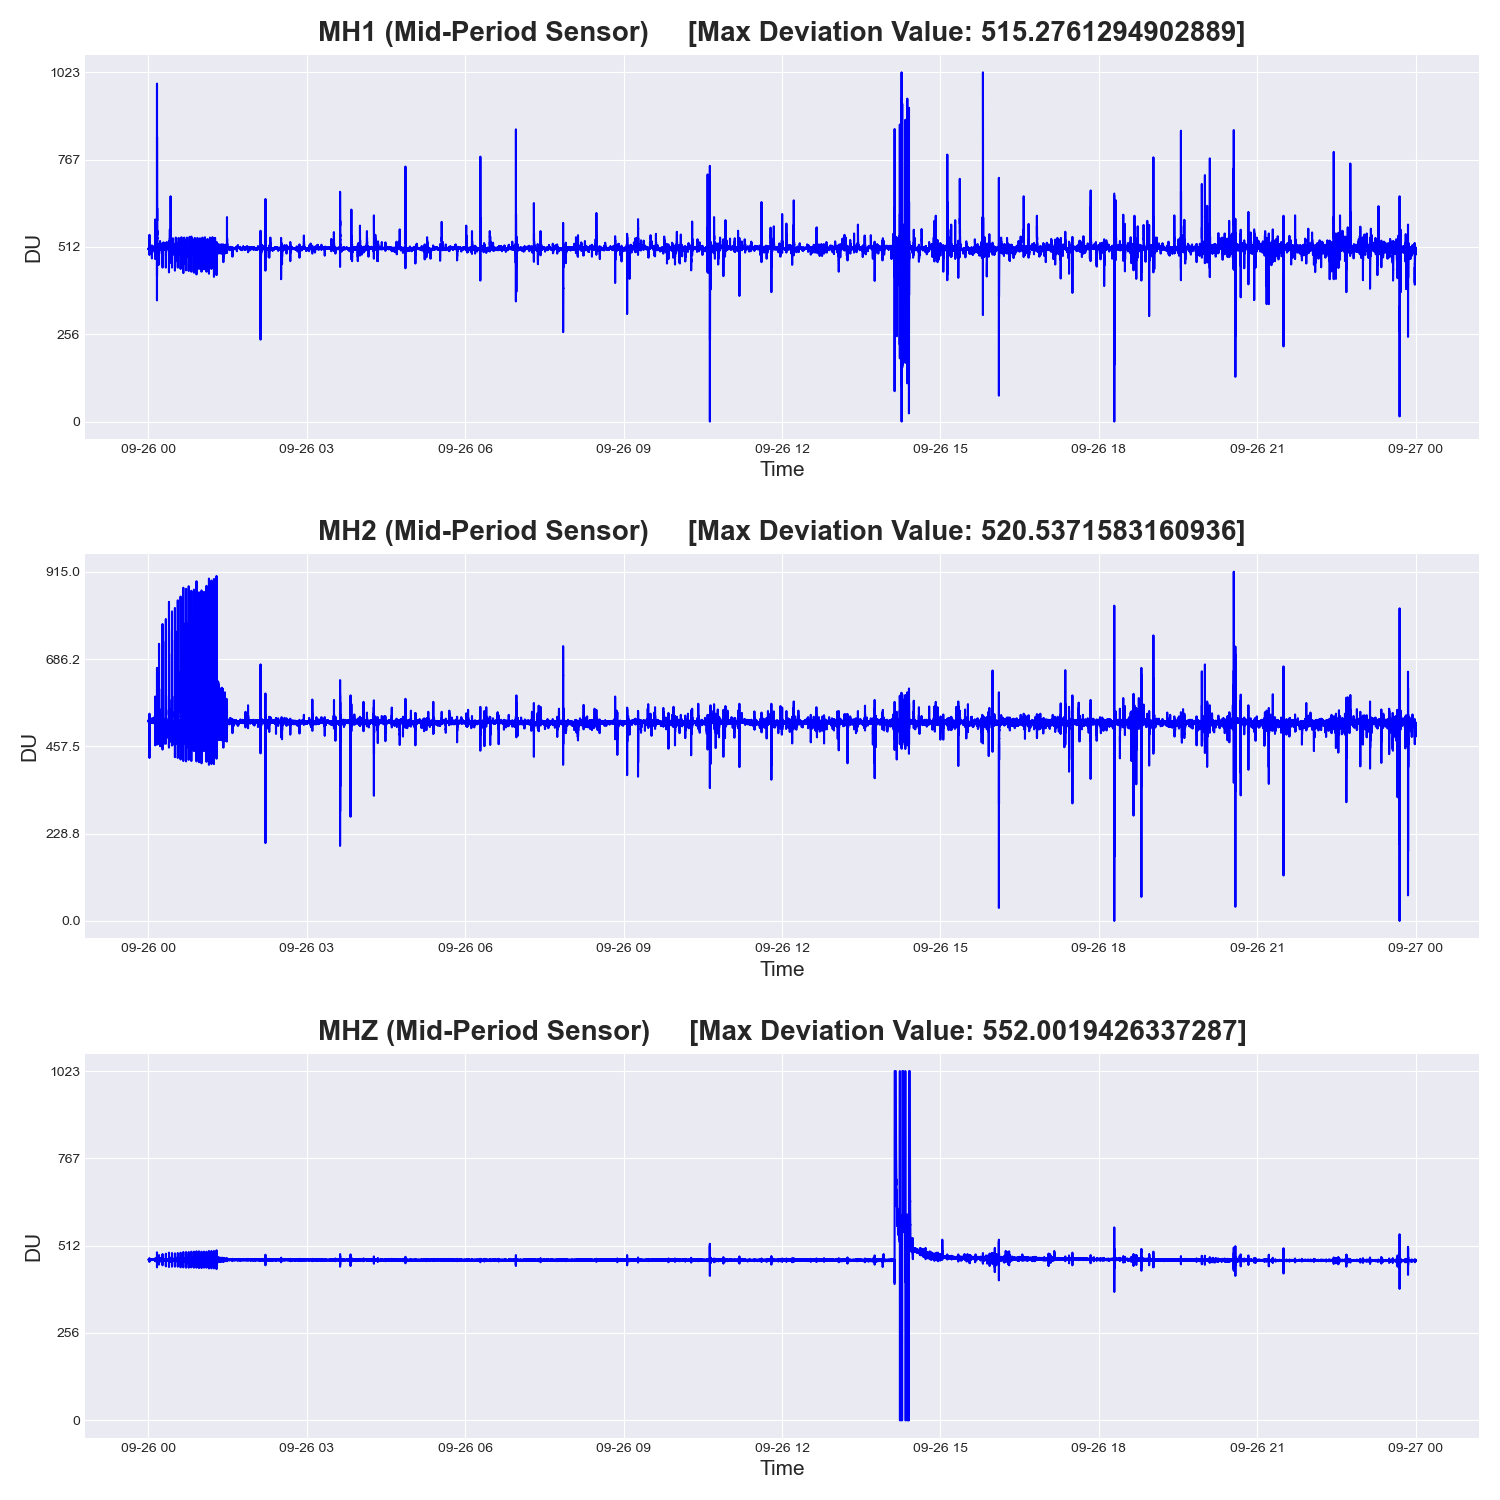 MH1 (Mid-Period Sensor) [Max Deviation Value: 515.2761294902889]
1023
767
512
256
0
DU
09-26 00 09-26 03 09-26 06 09-26 09 09-26 12 09-26 15 09-26 18 09-26 21 09-27 00
Time
MH2 (Mid-Period Sensor) [Max Deviation Value: 520.5371583160936]
915.0
686.2
457.5
228.8
0.0
DU
09-26 00 09-26 03 09-26 06 09-26 09 09-26 12 09-26 15 09-26 18 09-26 21 09-27 00
Time
MHZ (Mid-Period Sensor) [Max Deviation Value: 552.0019426337287]
1023
767
512
256
0
DU
09-26 00 09-26 03 09-26 06 09-26 09 09-26 12 09-26 15 09-26 18 09-26 21 09-27 00
Time